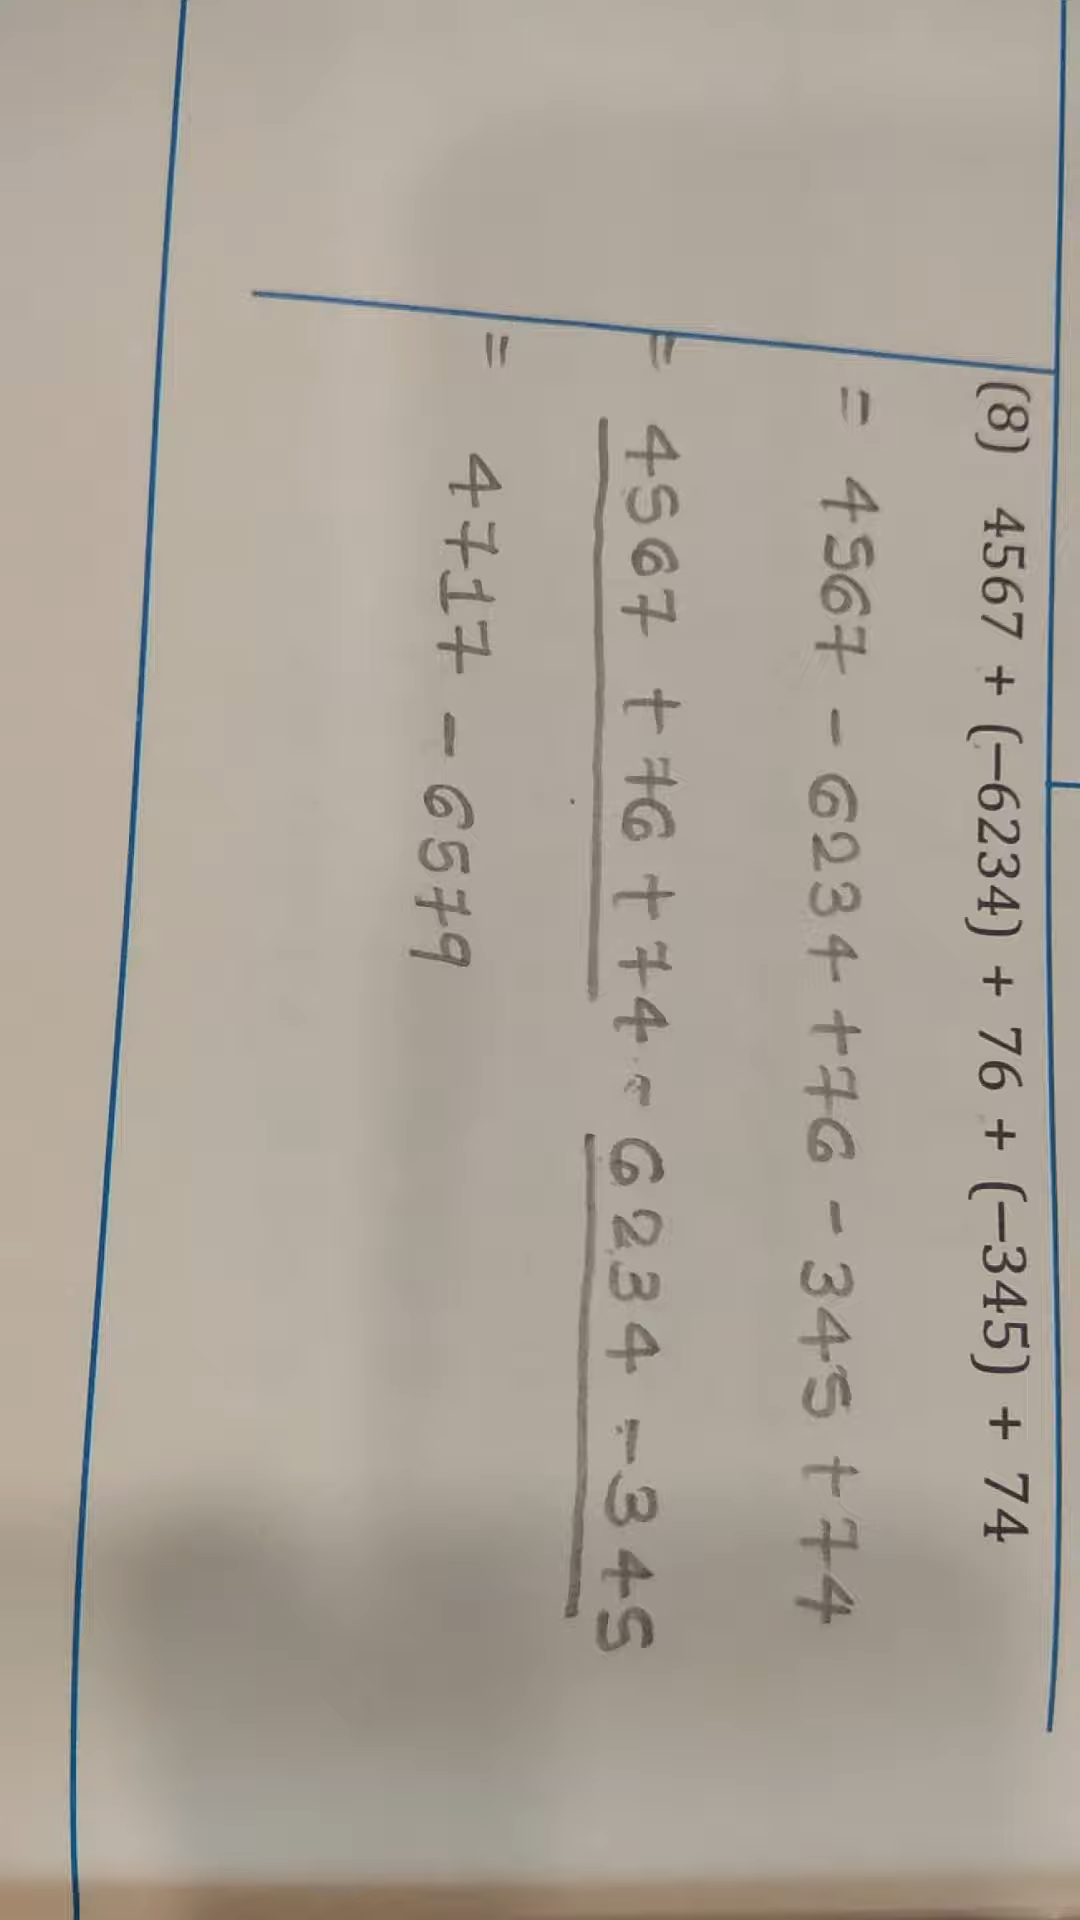 (8) 4567 + (−6234) + 76 + (−345) + 74
= 4567 - 6234 + 76 - 345 + 74
= 4567 + 76 + 74 - 6234 - 345
= 4717 - 6579